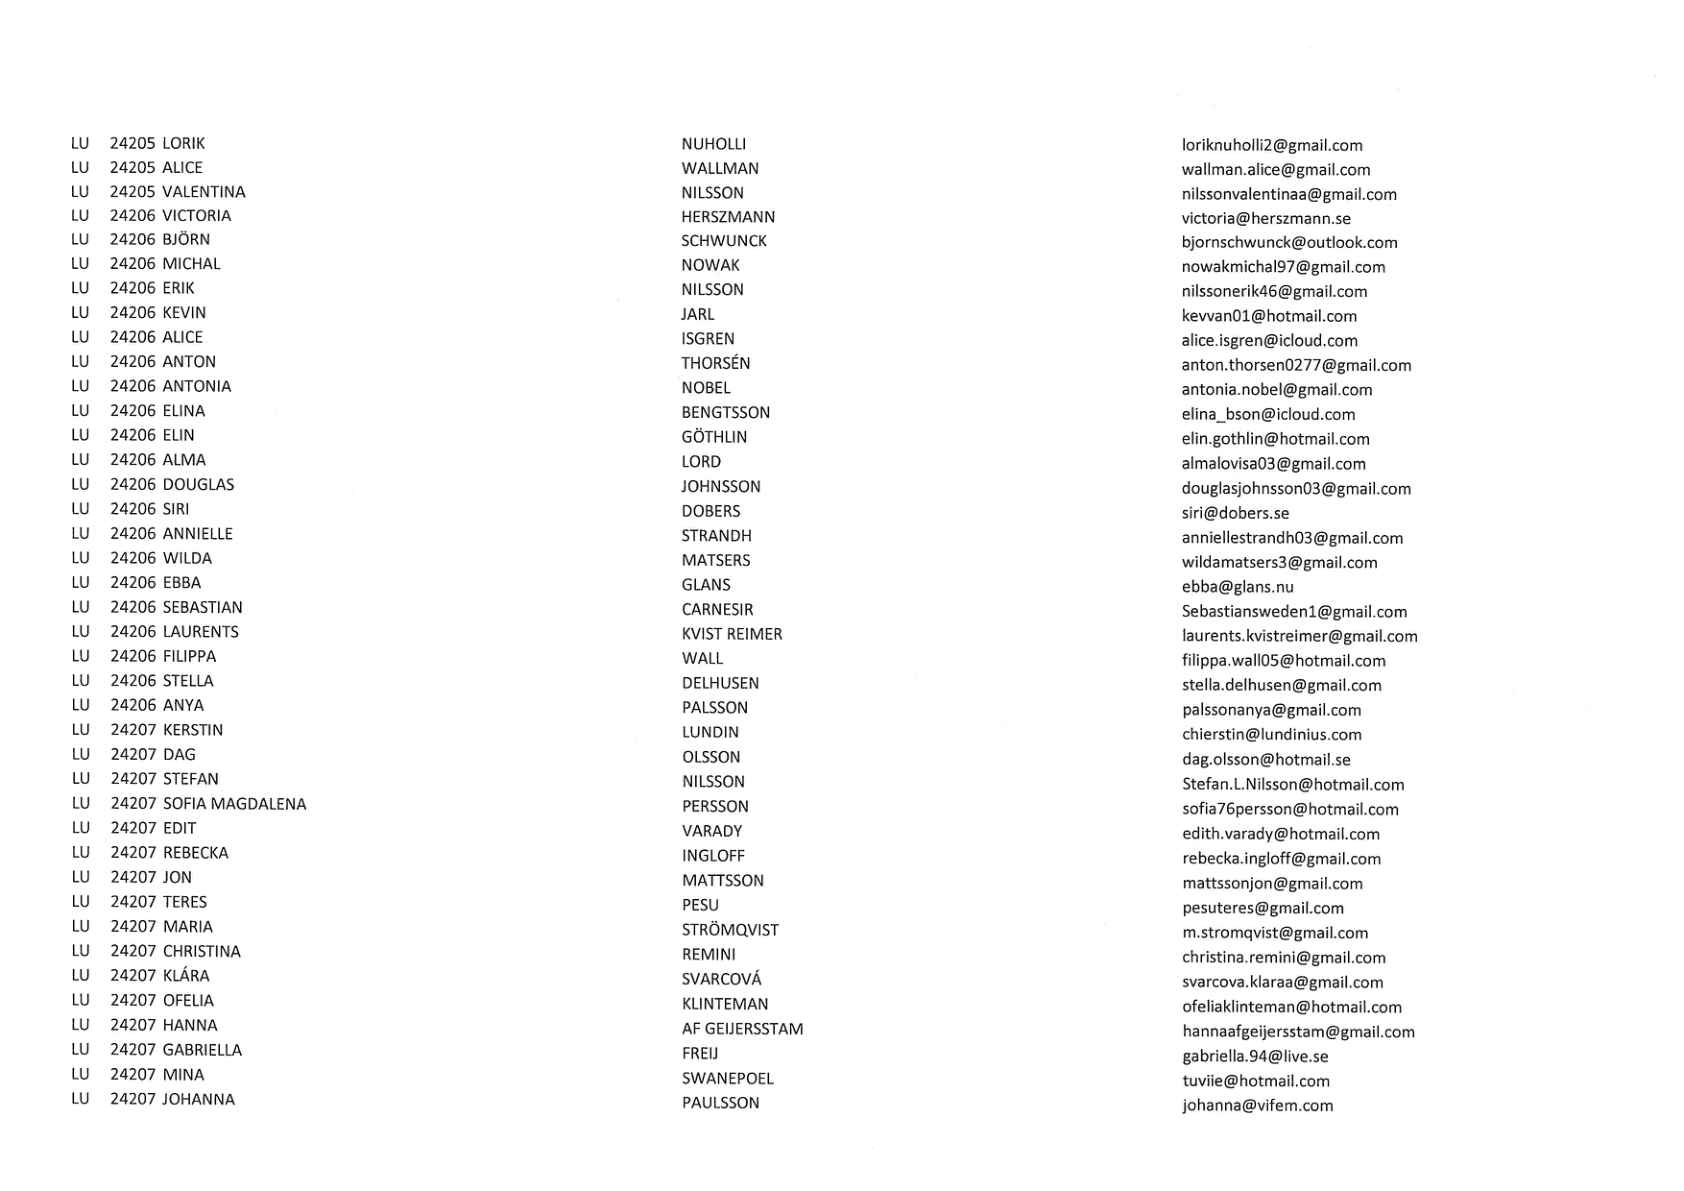 LU 24205 LORIK NUHOLLI loriknuholli2@gmail.com
LU 24205 ALICE WALLMAN wallman.alice@gmail.com
LU 24205 VALENTINA NILSSON nilssonvalentinaa@gmail.com
LU 24206 VICTORIA HERSZMANN victoria@herszmann.se
LU 24206 BJÖRN SCHWUNCK bjornschwunck@outlook.com
LU 24206 MICHAL NOWAK nowakmichal97@gmail.com
LU 24206 ERIK NILSSON nilssonerik46@gmail.com
LU 24206 KEVIN JARL kevvan01@hotmail.com
LU 24206 ALICE ISGREN alice.isgren@icloud.com
LU 24206 ANTON THORSÉN anton.thorsen0277@gmail.com
LU 24206 ANTONIA NOBEL antonia.nobel@gmail.com
LU 24206 ELINA BENGTSSON elina_bson@icloud.com
LU 24206 ELIN GÖTHLIN elin.gothlin@hotmail.com
LU 24206 ALMA LORD almalovisa03@gmail.com
LU 24206 DOUGLAS JOHNSSON douglasjohnsson03@gmail.com
LU 24206 SIRI DOBERS siri@dobers.se
LU 24206 ANNIELLE STRANDH anniellestrandh03@gmail.com
LU 24206 WILDA MATSERS wildamatsers3@gmail.com
LU 24206 EBBA GLANS ebba@glans.nu
LU 24206 SEBASTIAN CARNESIR Sebastiansweden1@gmail.com
LU 24206 LAURENTS KVIST REIMER laurents.kvistreimer@gmail.com
LU 24206 FILIPPA WALL filippa.wall05@hotmail.com
LU 24206 STELLA DELHUSEN stella.delhusen@gmail.com
LU 24206 ANYA PALSSON palssonanya@gmail.com
LU 24207 KERSTIN LUNDIN chierstin@lundinius.com
LU 24207 DAG OLSSON dag.olsson@hotmail.se
LU 24207 STEFAN NILSSON Stefan.L.Nilsson@hotmail.com
LU 24207 SOFIA MAGDALENA PERSSON sofia76persson@hotmail.com
LU 24207 EDIT VARADY edith.varady@hotmail.com
LU 24207 REBECKA INGLOFF rebecka.ingloff@gmail.com
LU 24207 JON MATTSSON mattssonjon@gmail.com
LU 24207 TERES PESU pesuteres@gmail.com
LU 24207 MARIA STRÖMQVIST m.stromqvist@gmail.com
LU 24207 CHRISTINA REMINI christina.remini@gmail.com
LU 24207 KLÁRA SVARCOVÁ svarcova.klaraa@gmail.com
LU 24207 OFELIA KLINTEMAN ofeliaklinteman@hotmail.com
LU 24207 HANNA AF GEIJERSSTAM hannaafgeijersstam@gmail.com
LU 24207 GABRIELLA FREIJ gabriella.94@live.se
LU 24207 MINA SWANEPOEL tuviie@hotmail.com
LU 24207 JOHANNA PAULSSON johanna@vifem.com